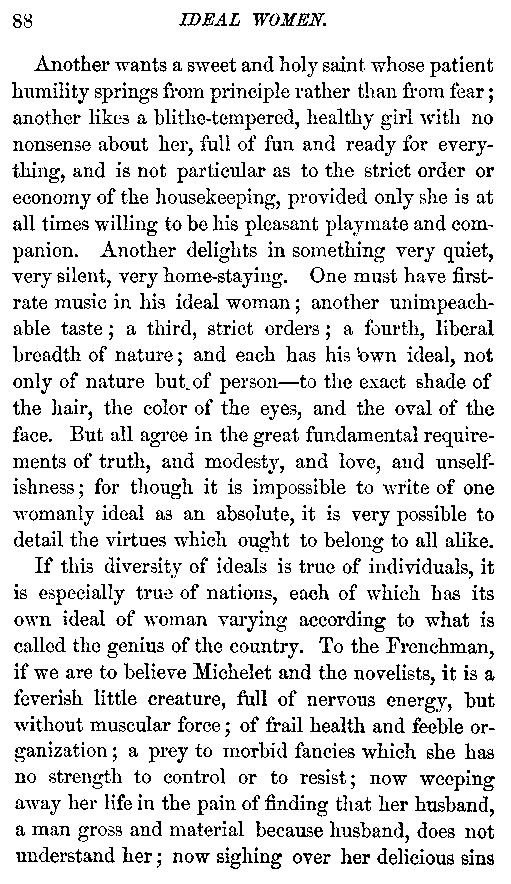 88 IDEAL WOMEN.
Another wants a sweet and holy saint whose patient
humility springs from principle rather than from fear;
another likes a blithe-tempered, healthy girl with no
nonsense about her, full of fun and ready for every-
thing, and is not particular as to the strict order or
economy of the housekeeping, provided only she is at
all times willing to be his pleasant playmate and com-
panion. Another delights in something very quiet,
very silent, very home-staying. One must have first-
rate music in his ideal woman; another unimpeach-
able taste; a third, strict orders; a fourth, liberal
breadth of nature; and each has his own ideal, not
only of nature but of person—to the exact shade of
the hair, the color of the eyes, and the oval of the
face. But all agree in the great fundamental require-
ments of truth, and modesty, and love, and unself-
ishness; for though it is impossible to write of one
womanly ideal as an absolute, it is very possible to
detail the virtues which ought to belong to all alike.
If this diversity of ideals is true of individuals, it
is especially true of nations, each of which has its
own ideal of woman varying according to what is
called the genius of the country. To the Frenchman,
if we are to believe Michelet and the novelists, it is a
feverish little creature, full of nervous energy, but
without muscular force; of frail health and feeble or-
ganization; a prey to morbid fancies which she has
no strength to control or to resist; now weeping
away her life in the pain of finding that her husband,
a man gross and material because husband, does not
understand her; now sighing over her delicious sins